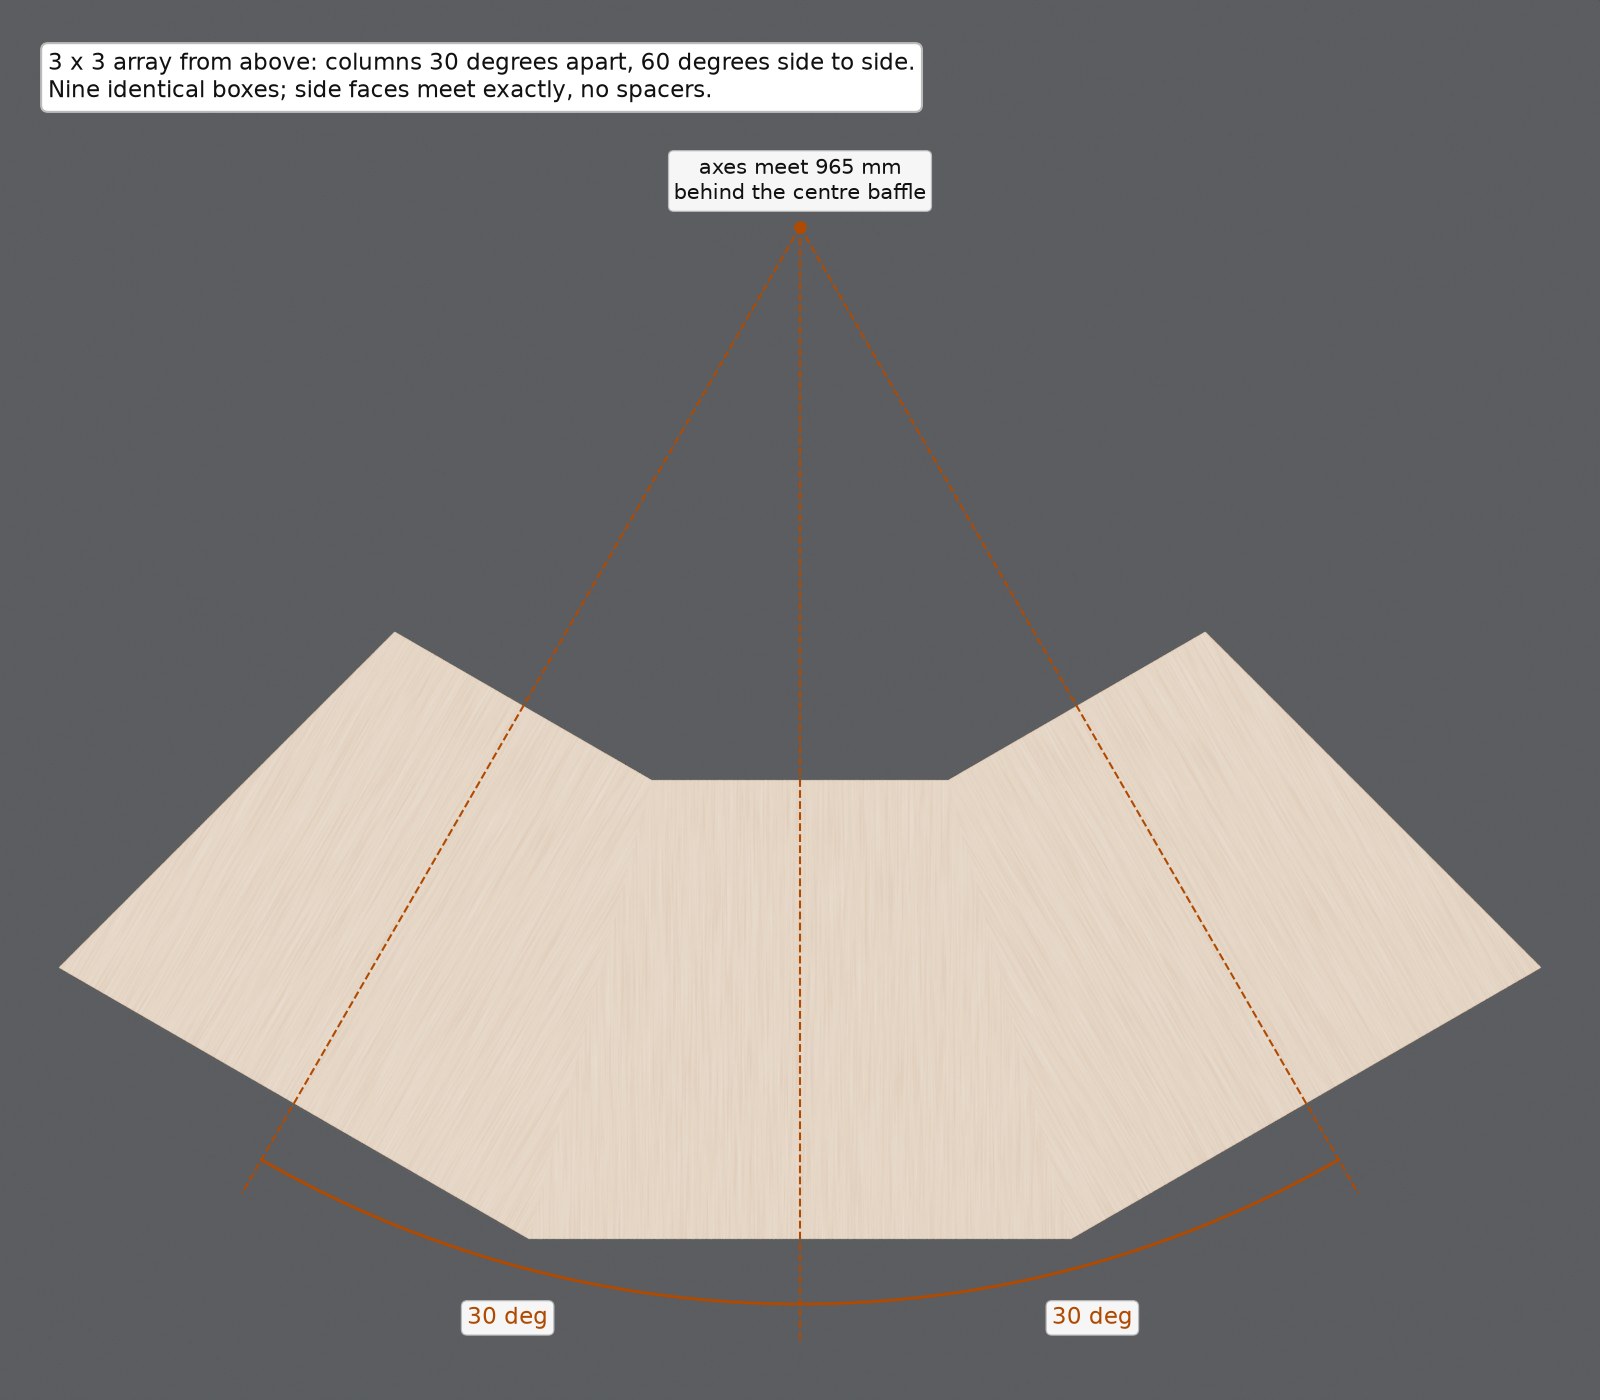 3 x 3 array from above: columns 30 degrees apart, 60 degrees side to side.
Nine identical boxes; side faces meet exactly, no spacers.
axes meet 965 mm
behind the centre baffle
30 deg
30 deg